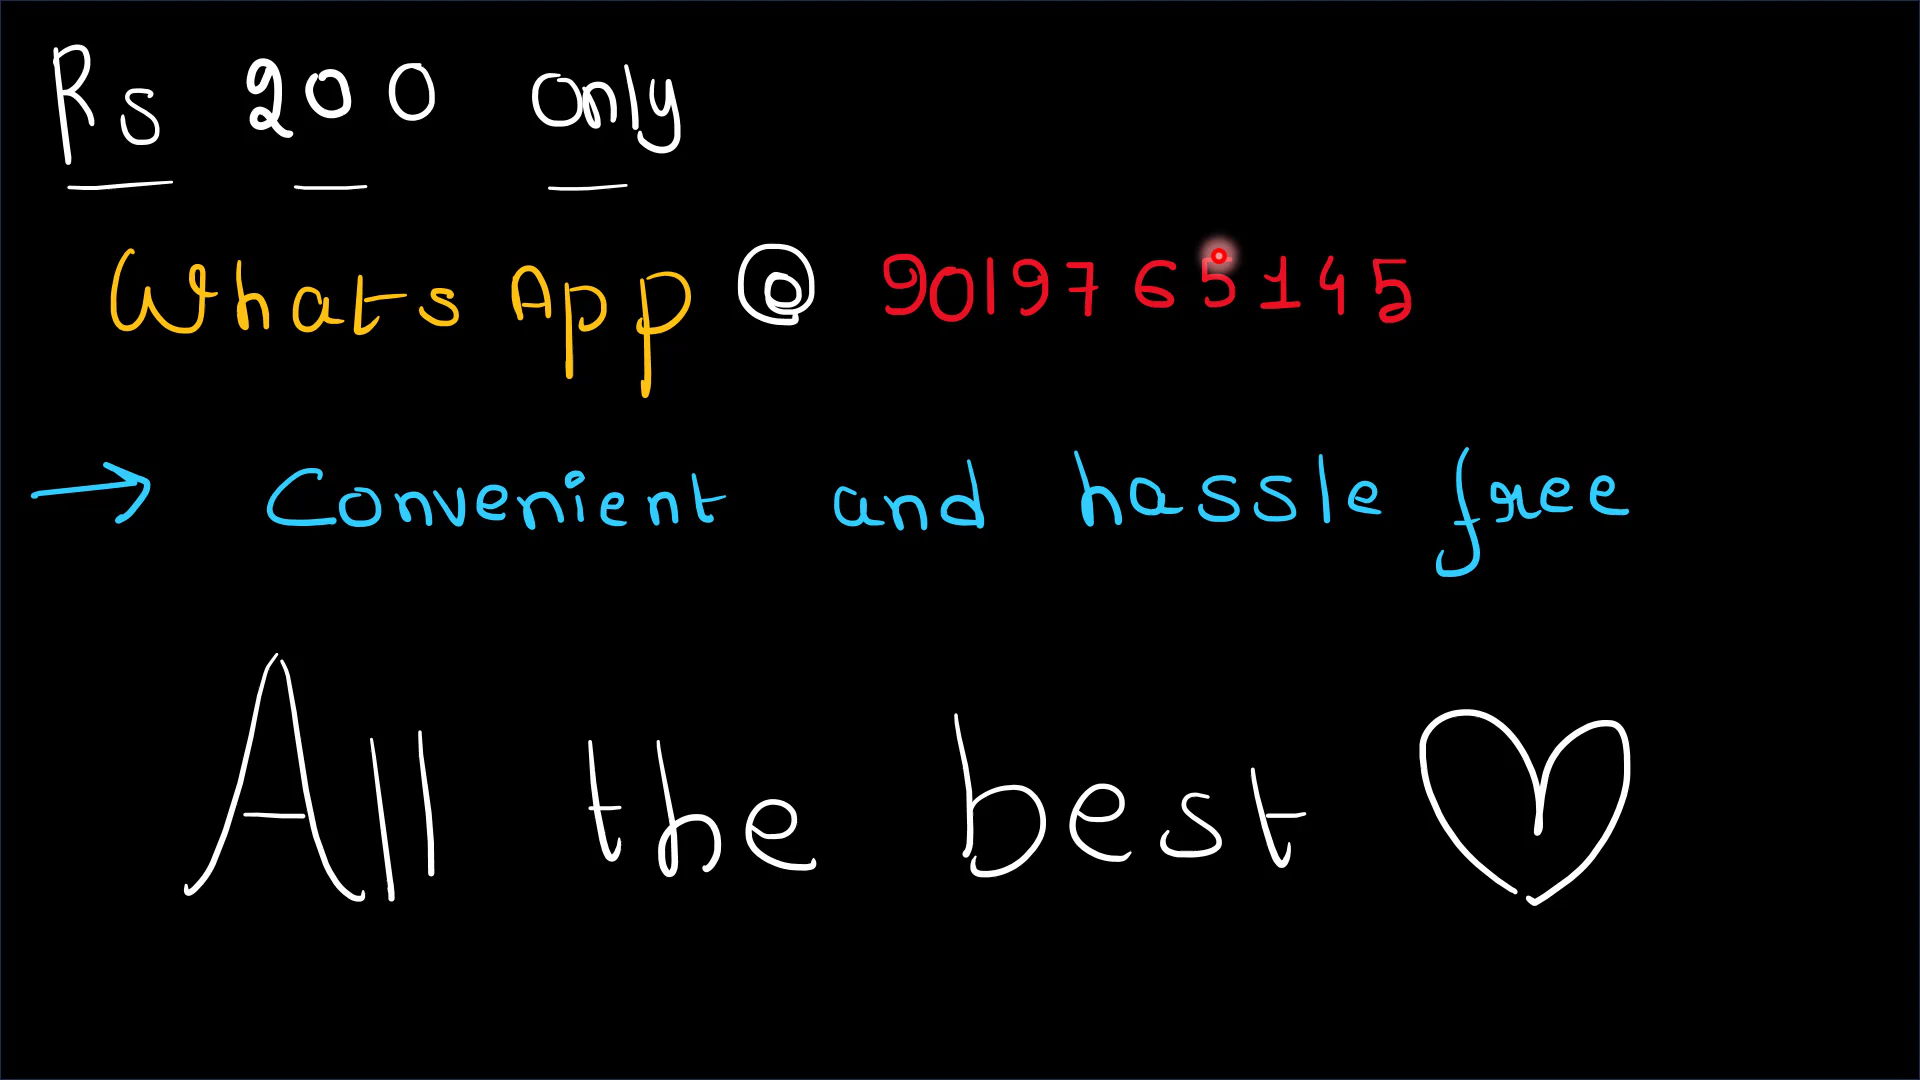 Rs 200 only
WhatsApp @ 9019765145
→ Convenient and hassle free
All the best ♡